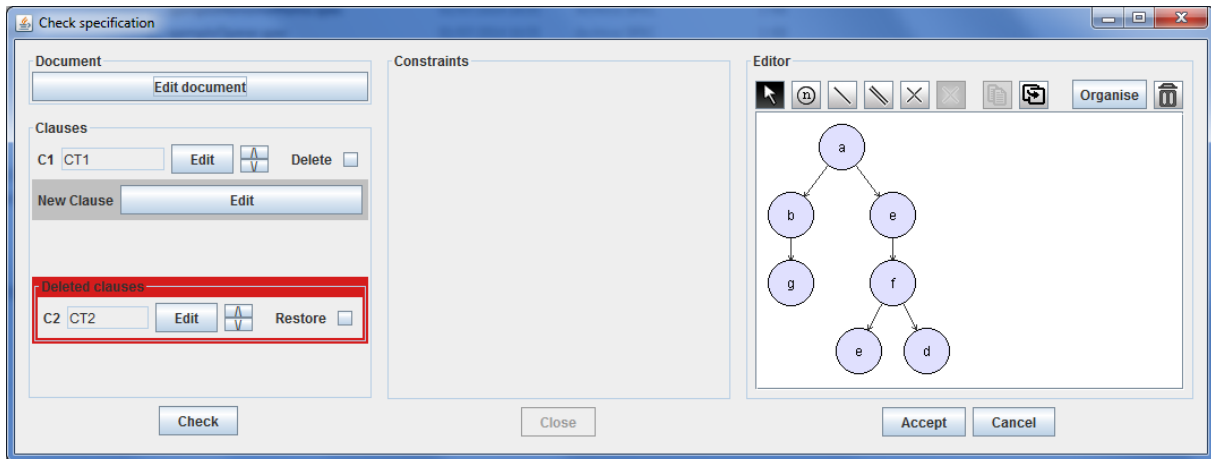 Check specification
Document
Edit document
Clauses
C1 CT1 Edit Delete
New Clause Edit
Deleted clauses
C2 CT2 Edit Restore
Check
Constraints
Close
Editor
n Organise
a
b e
g f
e d
Accept Cancel